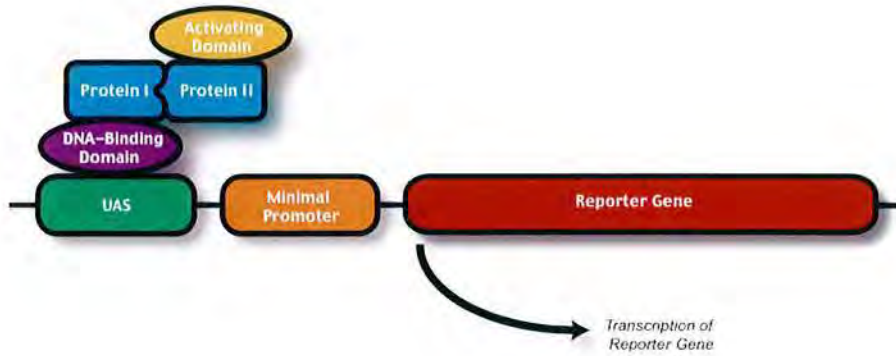 Activating
Domain
Protein I
Protein II
DNA-Binding
Domain
UAS
Minimal
Promoter
Reporter Gene
Transcription of
Reporter Gene